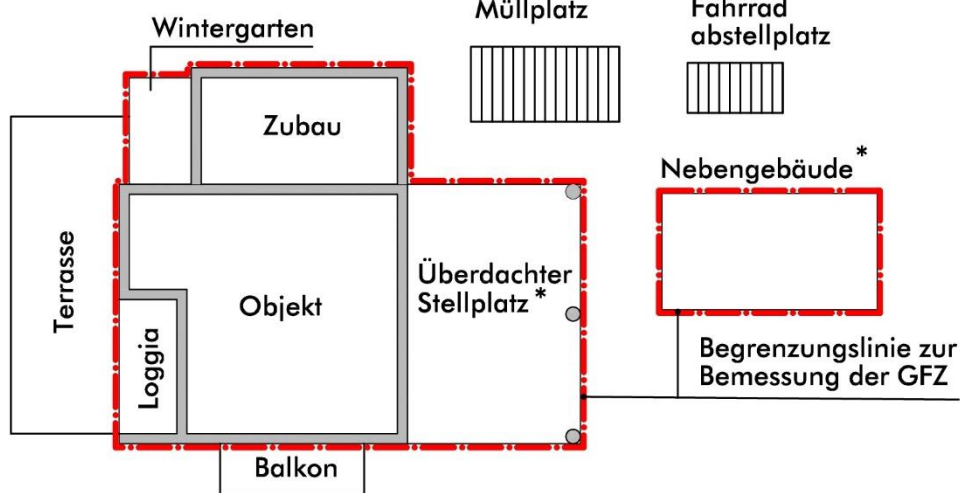 Müllplatz
Fahrrad
abstellplatz
Wintergarten
Zubau
Nebengebäude*
Terrasse
Überdachter
Stellplatz*
Objekt
Loggia
Begrenzungslinie zur
Bemessung der GFZ
Balkon